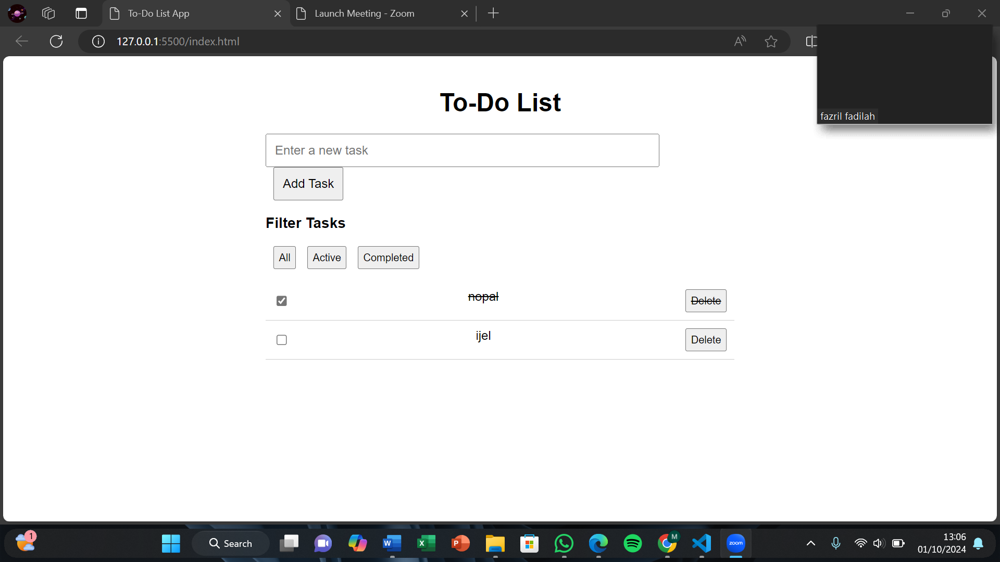 To-Do List App
Launch Meeting - Zoom
127.0.0.1:5500/index.html
fazril fadilah
To-Do List
Enter a new task
Add Task
Filter Tasks
All Active Completed
nopal Delete
ijel Delete
1
Search
W
X
P
M
zoom
13:06
01/10/2024